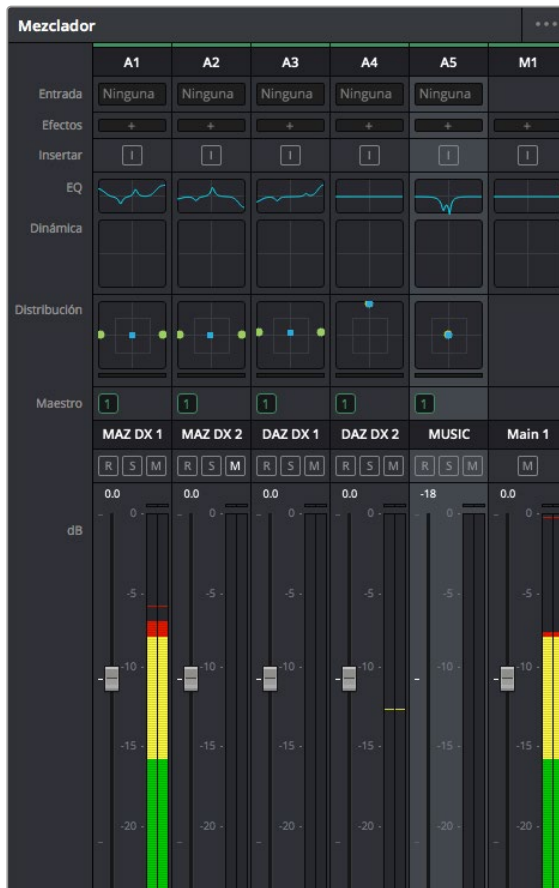 Mezclador
A1 A2 A3 A4 A5 M1
Entrada Ninguna Ninguna Ninguna Ninguna Ninguna
Efectos + + + + + +
Insertar I I I I I I
EQ
Dinámica
Distribución
Maestro 1 1 1 1 1
MAZ DX 1 MAZ DX 2 DAZ DX 1 DAZ DX 2 MUSIC Main 1
R S M R S M R S M R S M R S M M
0.0 0.0 0.0 0.0 -18 0.0
0 0 0 0 0 0
dB
-5 -5 -5 -5 -5 -5
-10 -10 -10 -10 -10 -10
-15 -15 -15 -15 -15 -15
-20 -20 -20 -20 -20 -20